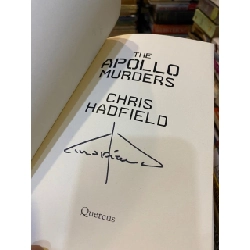 THE
APOLLO
MURDERS
CHRIS
HADFIELD
Quercus